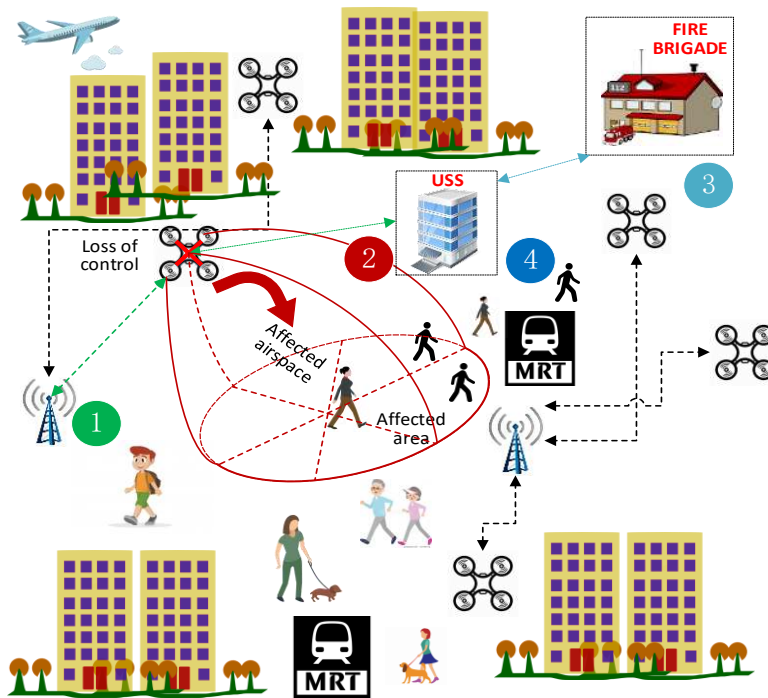 FIRE
BRIGADE
112
USS
3
Loss of
control
2
4
Affected
airspace
MRT
1
Affected
area
MRT